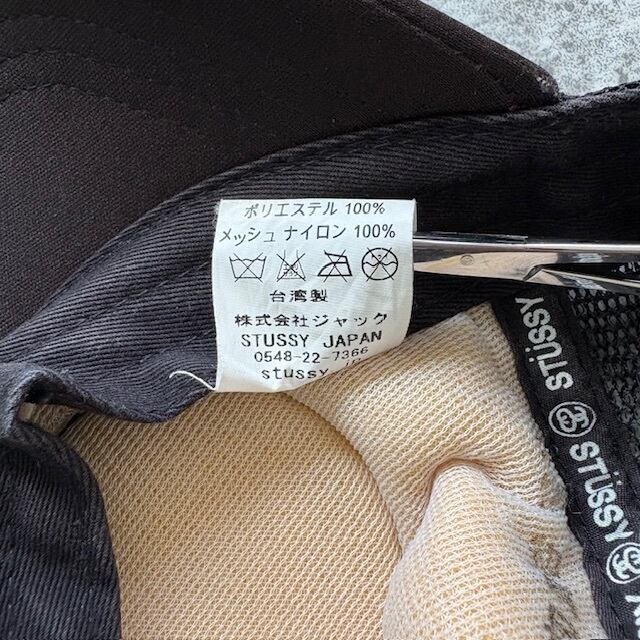 ポリエステル 100%
メッシュ ナイロン 100%
台湾製
株式会社ジャック
STUSSY JAPAN
0548-22-7366
stussy
STÜSSY
STÜSSY